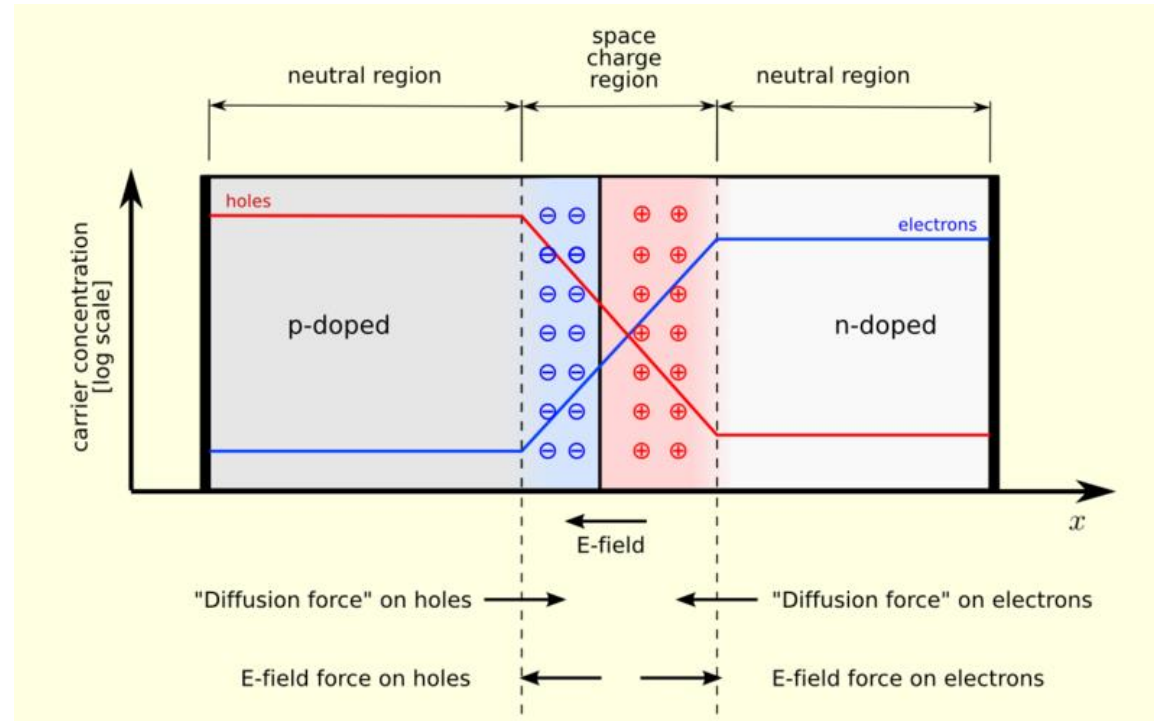 space
charge
region
neutral region
neutral region
holes
electrons
p-doped
n-doped
carrier concentration
[log scale]
x
E-field
"Diffusion force" on holes
"Diffusion force" on electrons
E-field force on holes
E-field force on electrons